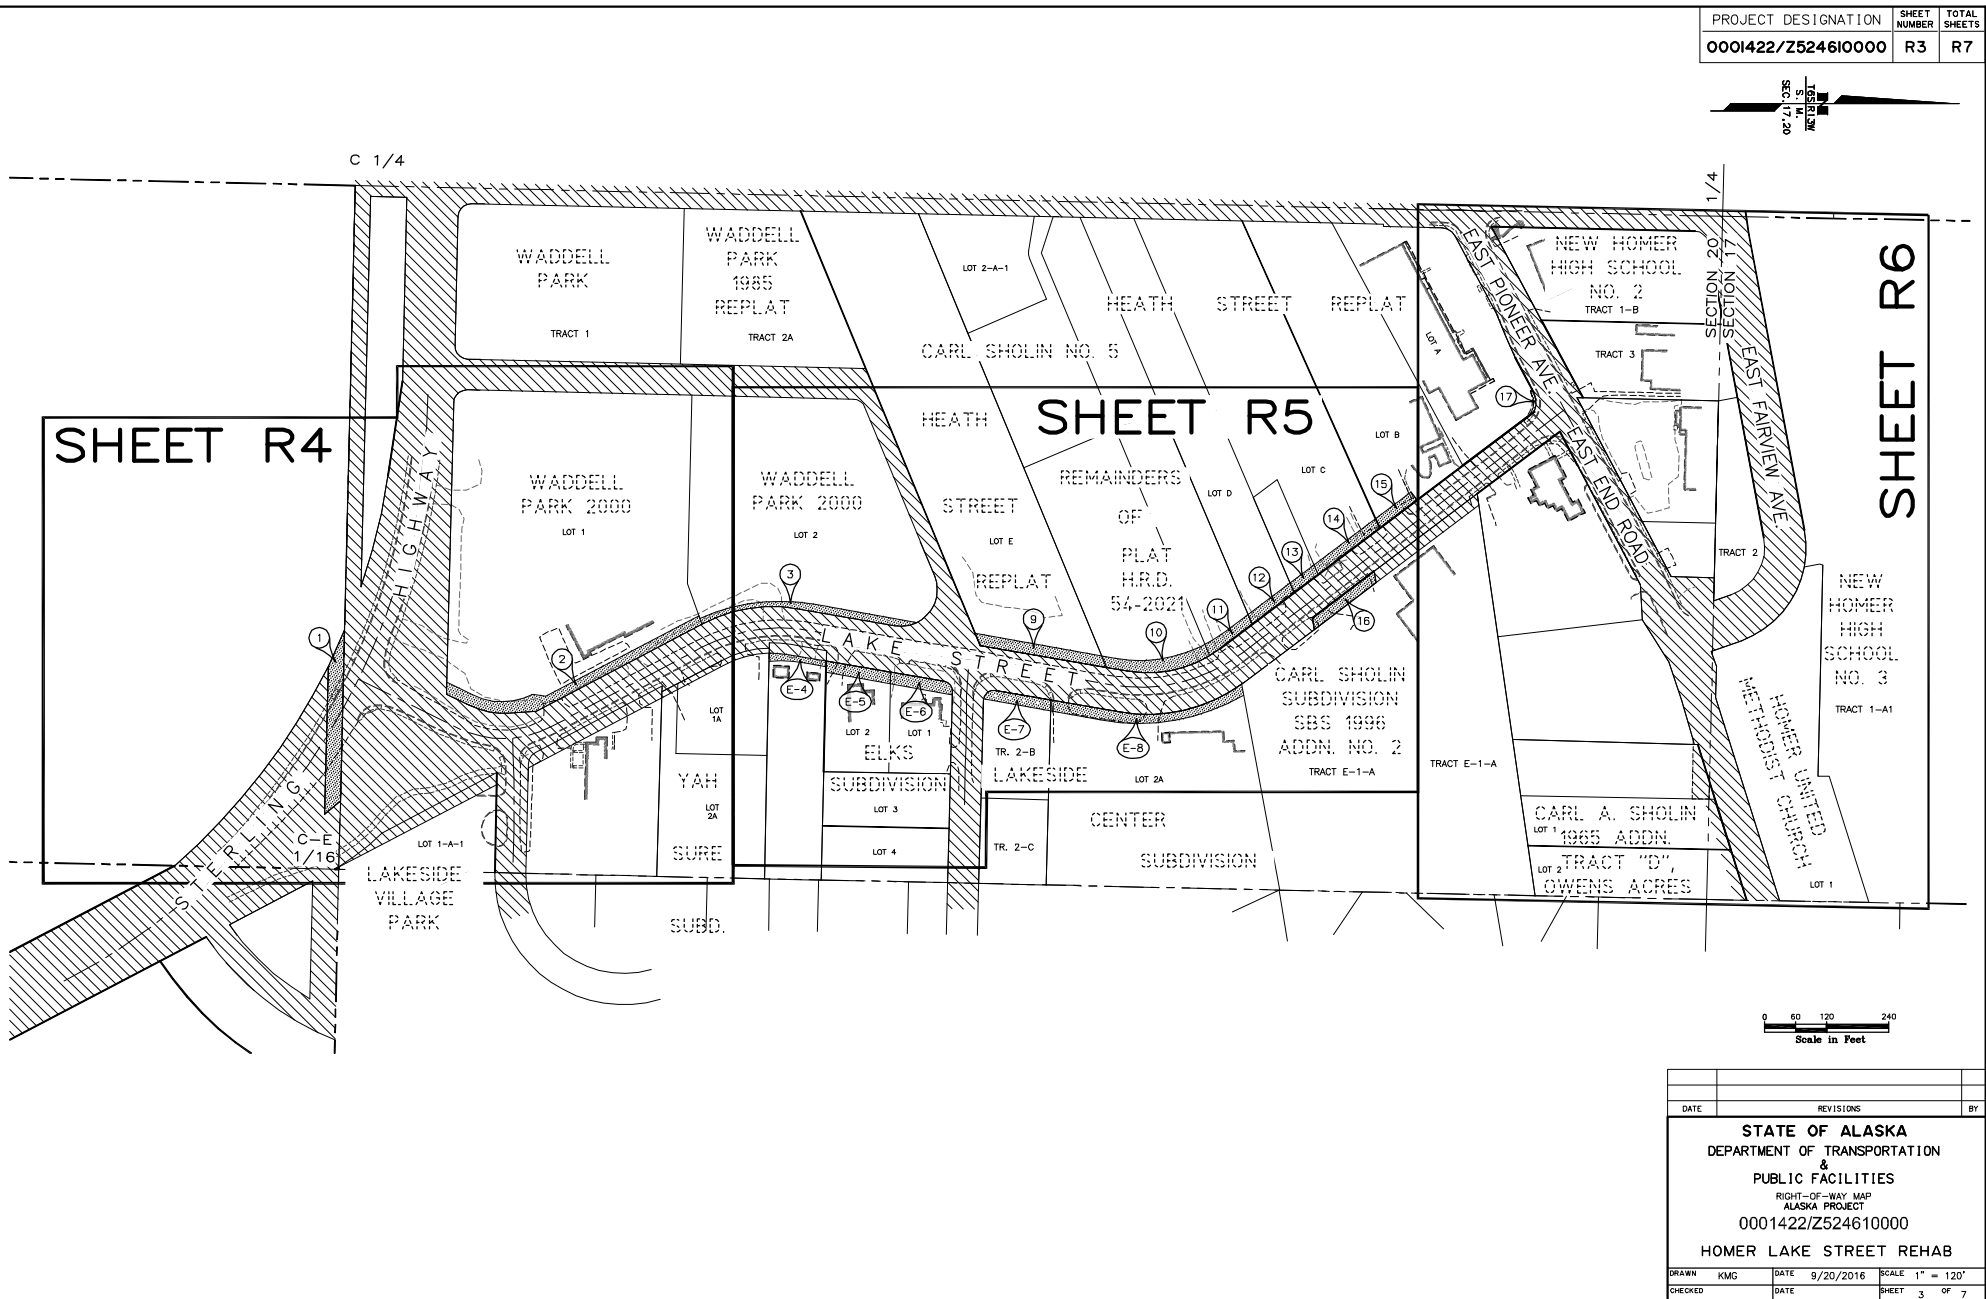 PROJECT DESIGNATION
SHEET NUMBER
TOTAL SHEETS
0001422/Z524610000
R3
R7
N
T6S R13W
S. M.
SEC. 17,20
C 1/4
1/4
SECTION 20
SECTION 17
WADDELL
PARK
TRACT 1
WADDELL
PARK
1985
REPLAT
TRACT 2A
LOT 2-A-1
CARL SHOLIN NO. 5
HEATH STREET REPLAT
LOT A
EAST PIONEER AVE.
NEW HOMER
HIGH SCHOOL
NO. 2
TRACT 1-B
TRACT 3
EAST FAIRVIEW AVE.
SHEET R6
SHEET R4
SHEET R5
HIGHWAY
WADDELL
PARK 2000
LOT 1
WADDELL
PARK 2000
LOT 2
HEATH
STREET
LOT E
REPLAT
REMAINDERS
OF
PLAT
H.R.D.
54-2021
LOT D
LOT C
LOT B
17
15
14
13
12
11
16
10
9
3
2
1
EAST END ROAD
TRACT 2
NEW
HOMER
HIGH
SCHOOL
NO. 3
TRACT 1-A1
LAKE STREET
E-4
E-5
E-6
E-7
E-8
LOT 1A
YAH
LOT 2A
SURE
SUBD.
LOT 2
LOT 1
ELKS
SUBDIVISION
LOT 3
LOT 4
TR. 2-B
LAKESIDE
LOT 2A
TR. 2-C
CENTER
SUBDIVISION
CARL SHOLIN
SUBDIVISION
SBS 1996
ADDN. NO. 2
TRACT E-1-A
TRACT E-1-A
CARL A. SHOLIN
LOT 1
1965 ADDN.
LOT 2
TRACT "D",
OWENS ACRES
HOMER UNITED
METHODIST CHURCH
LOT 1
STERLING
C-E
1/16
LOT 1-A-1
LAKESIDE
VILLAGE
PARK
0 60 120 240
Scale in Feet
DATE REVISIONS BY
STATE OF ALASKA
DEPARTMENT OF TRANSPORTATION
&
PUBLIC FACILITIES
RIGHT-OF-WAY MAP
ALASKA PROJECT
0001422/Z524610000
HOMER LAKE STREET REHAB
DRAWN KMG DATE 9/20/2016 SCALE 1" = 120'
CHECKED DATE SHEET 3 OF 7